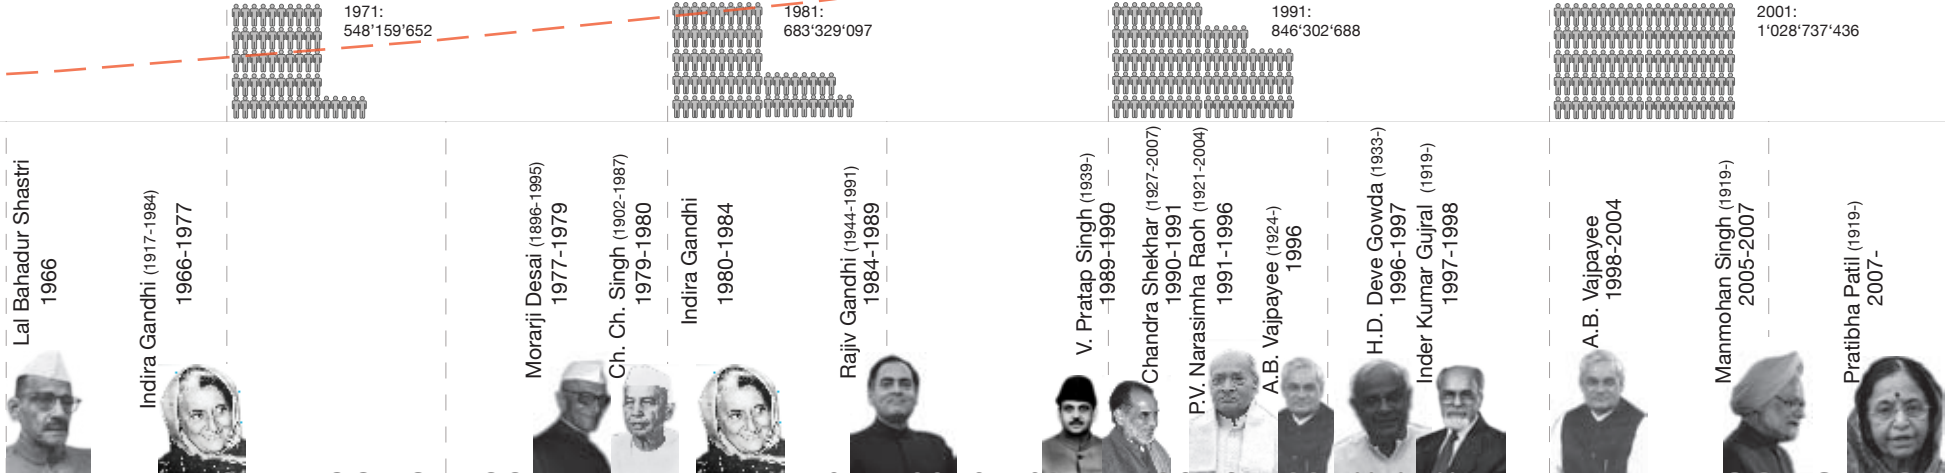 1971:
548'159'652
1981:
683'329'097
1991:
846'302'688
2001:
1'028'737'436
Lal Bahadur Shastri
1966
Indira Gandhi (1917-1984)
1966-1977
Morarji Desai (1896-1995)
1977-1979
Ch. Ch. Singh (1902-1987)
1979-1980
Indira Gandhi
1980-1984
Rajiv Gandhi (1944-1991)
1984-1989
V. Pratap Singh (1939-)
1989-1990
Chandra Shekhar (1927-2007)
1990-1991
P.V. Narasimha Raoh (1921-2004)
1991-1996
A.B. Vajpayee (1924-)
1996
H.D. Deve Gowda (1933-)
1996-1997
Inder Kumar Gujral (1919-)
1997-1998
A.B. Vajpayee
1998-2004
Manmohan Singh (1919-)
2005-2007
Pratibha Patil (1919-)
2007-